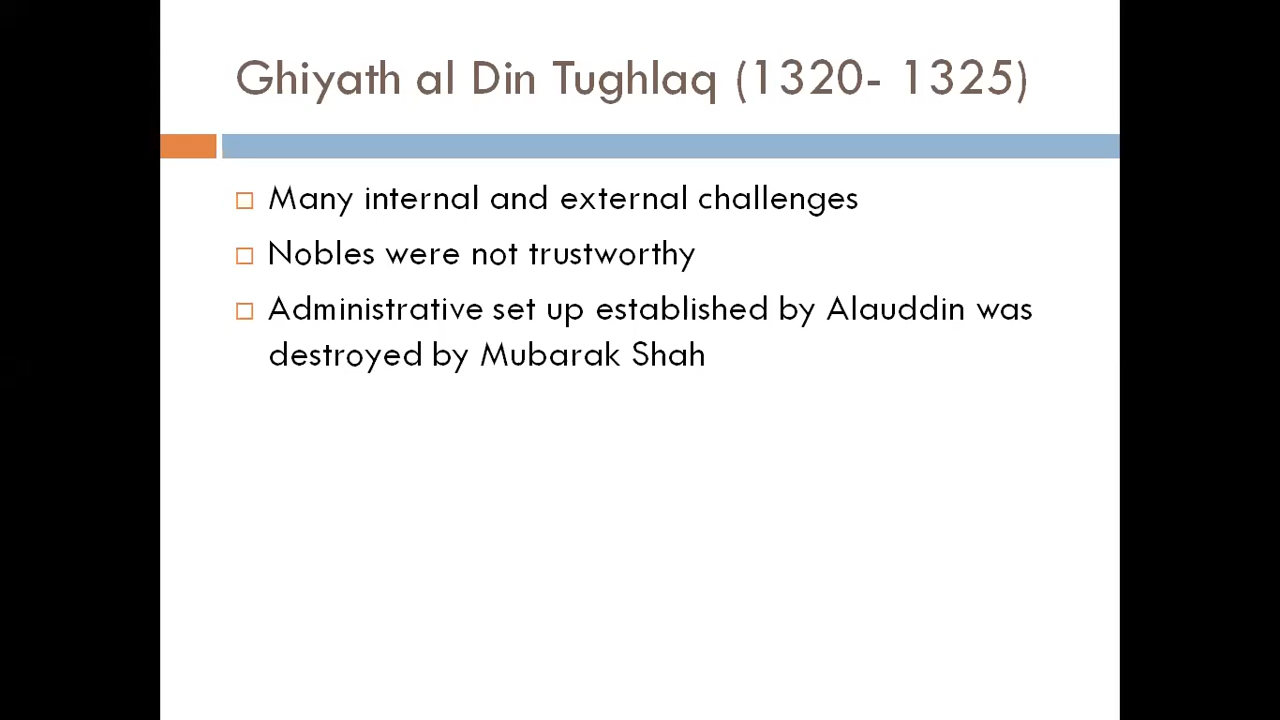 Ghiyath al Din Tughlaq (1320- 1325)
Many internal and external challenges
Nobles were not trustworthy
Administrative set up established by Alauddin was
destroyed by Mubarak Shah